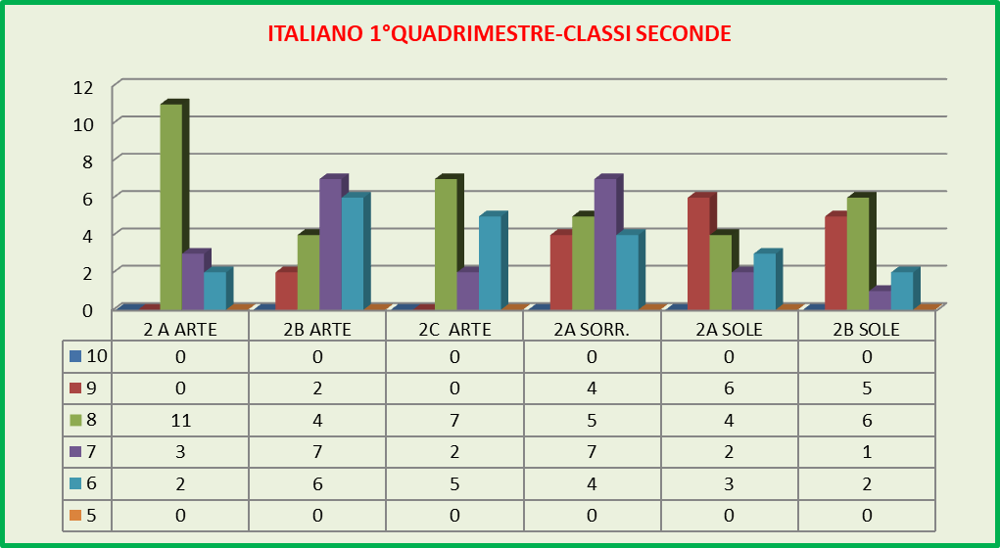 ITALIANO 1°QUADRIMESTRE-CLASSI SECONDE
12
10
8
6
4
2
0
2 A ARTE 2B ARTE 2C ARTE 2A SORR. 2A SOLE 2B SOLE
10 0 0 0 0 0 0
9 0 2 0 4 6 5
8 11 4 7 5 4 6
7 3 7 2 7 2 1
6 2 6 5 4 3 2
5 0 0 0 0 0 0